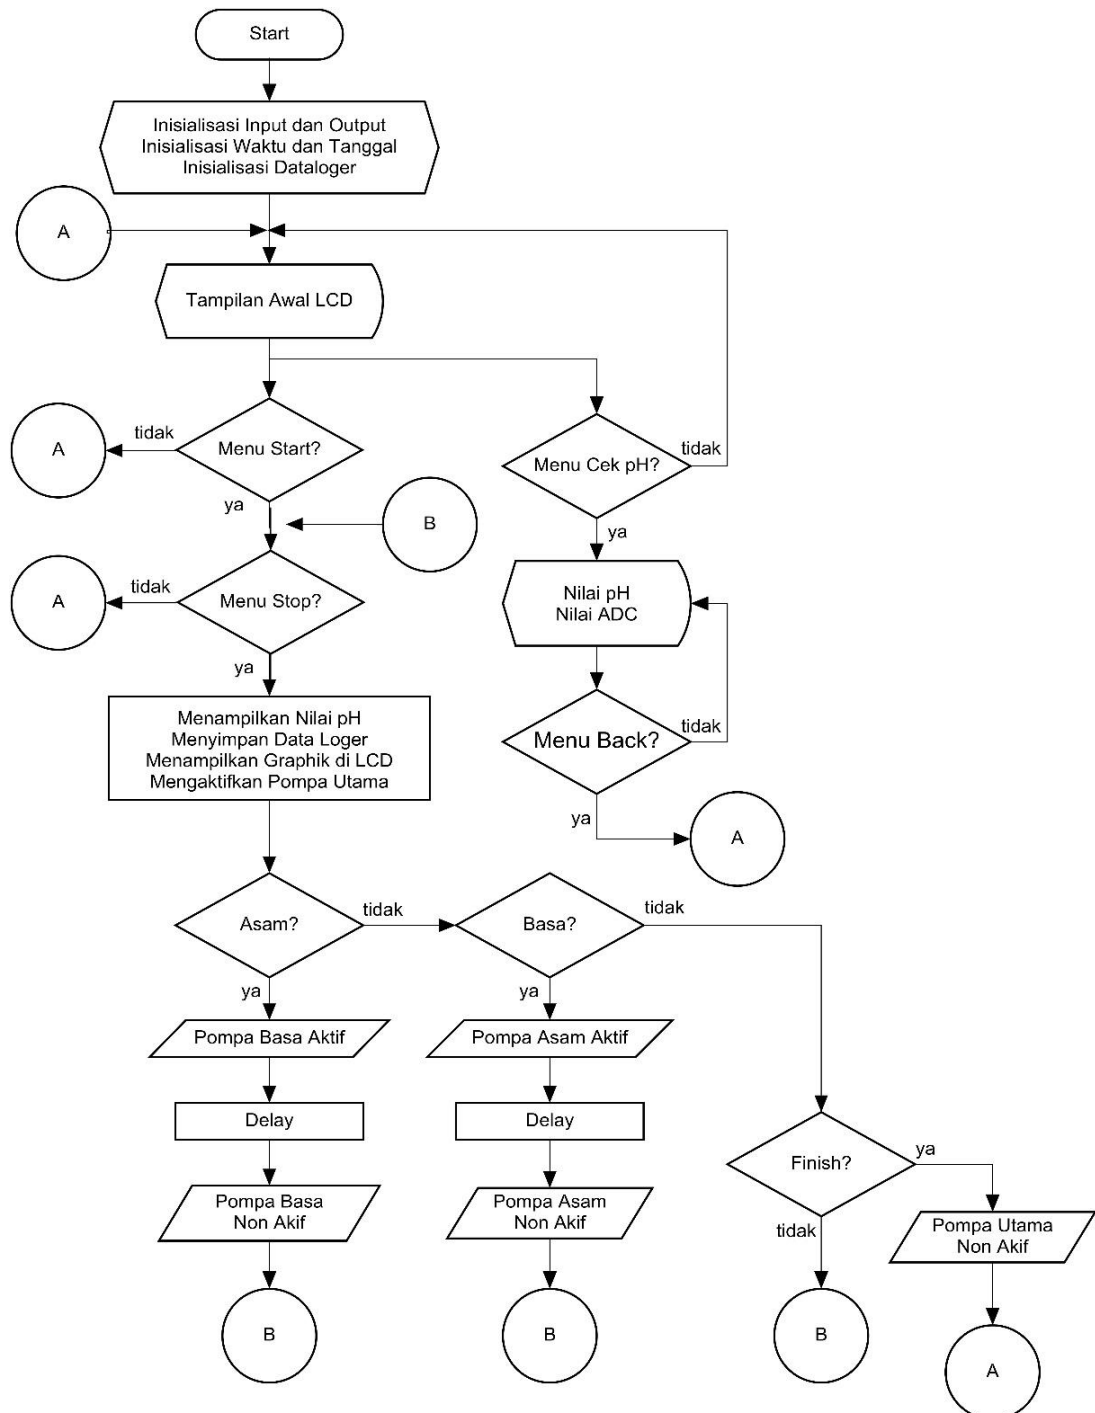 Start
Inisialisasi Input dan Output
Inisialisasi Waktu dan Tanggal
Inisialisasi Dataloger
A
Tampilan Awal LCD
A
tidak
Menu Start?
ya
Menu Cek pH?
tidak
ya
B
A
tidak
Menu Stop?
ya
Nilai pH
Nilai ADC
Menampilkan Nilai pH
Menyimpan Data Loger
Menampilkan Graphik di LCD
Mengaktifkan Pompa Utama
Menu Back?
tidak
ya
A
Asam?
tidak
ya
Basa?
tidak
ya
Pompa Basa Aktif
Pompa Asam Aktif
Delay
Delay
Pompa Basa
Non Akif
Pompa Asam
Non Akif
Finish?
ya
tidak
Pompa Utama
Non Akif
B
B
B
A